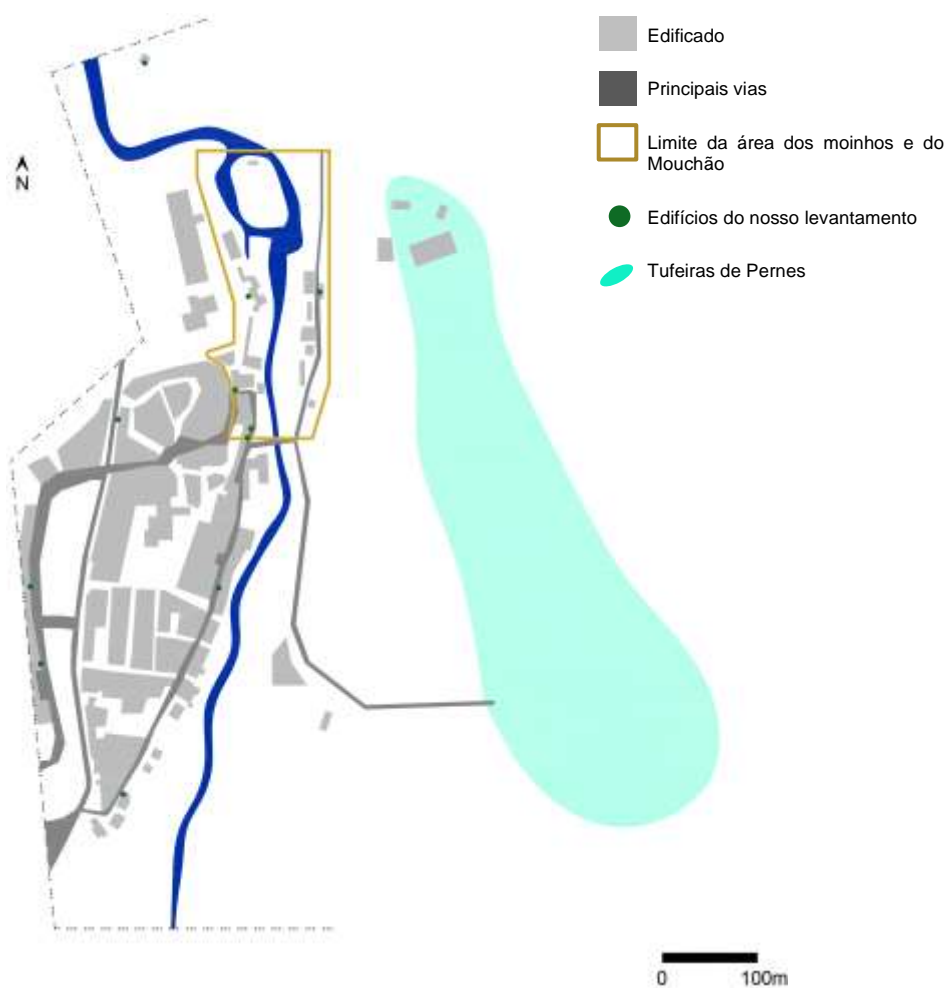 Edificado
Principais vias
Limite da área dos moinhos e do
Mouchão
N
Edifícios do nosso levantamento
Tufeiras de Pernes
0 100m